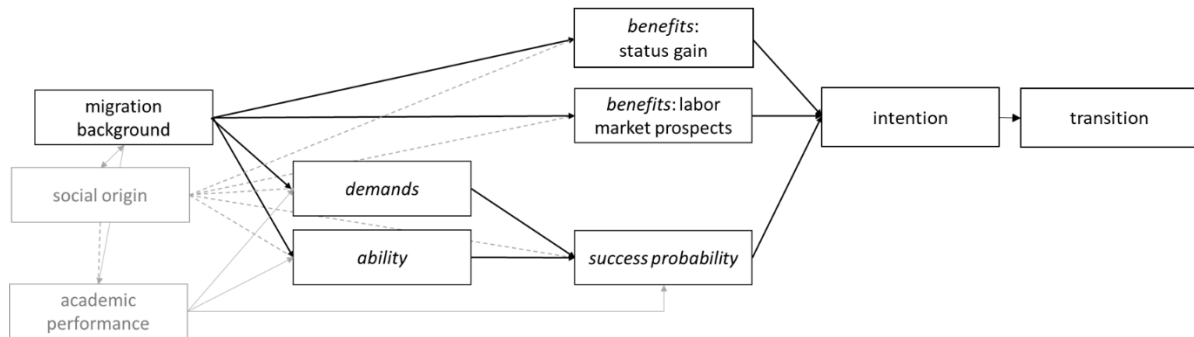 benefits:
status gain
migration
background
benefits: labor
market prospects
intention
transition
social origin
demands
ability
success probability
academic
performance